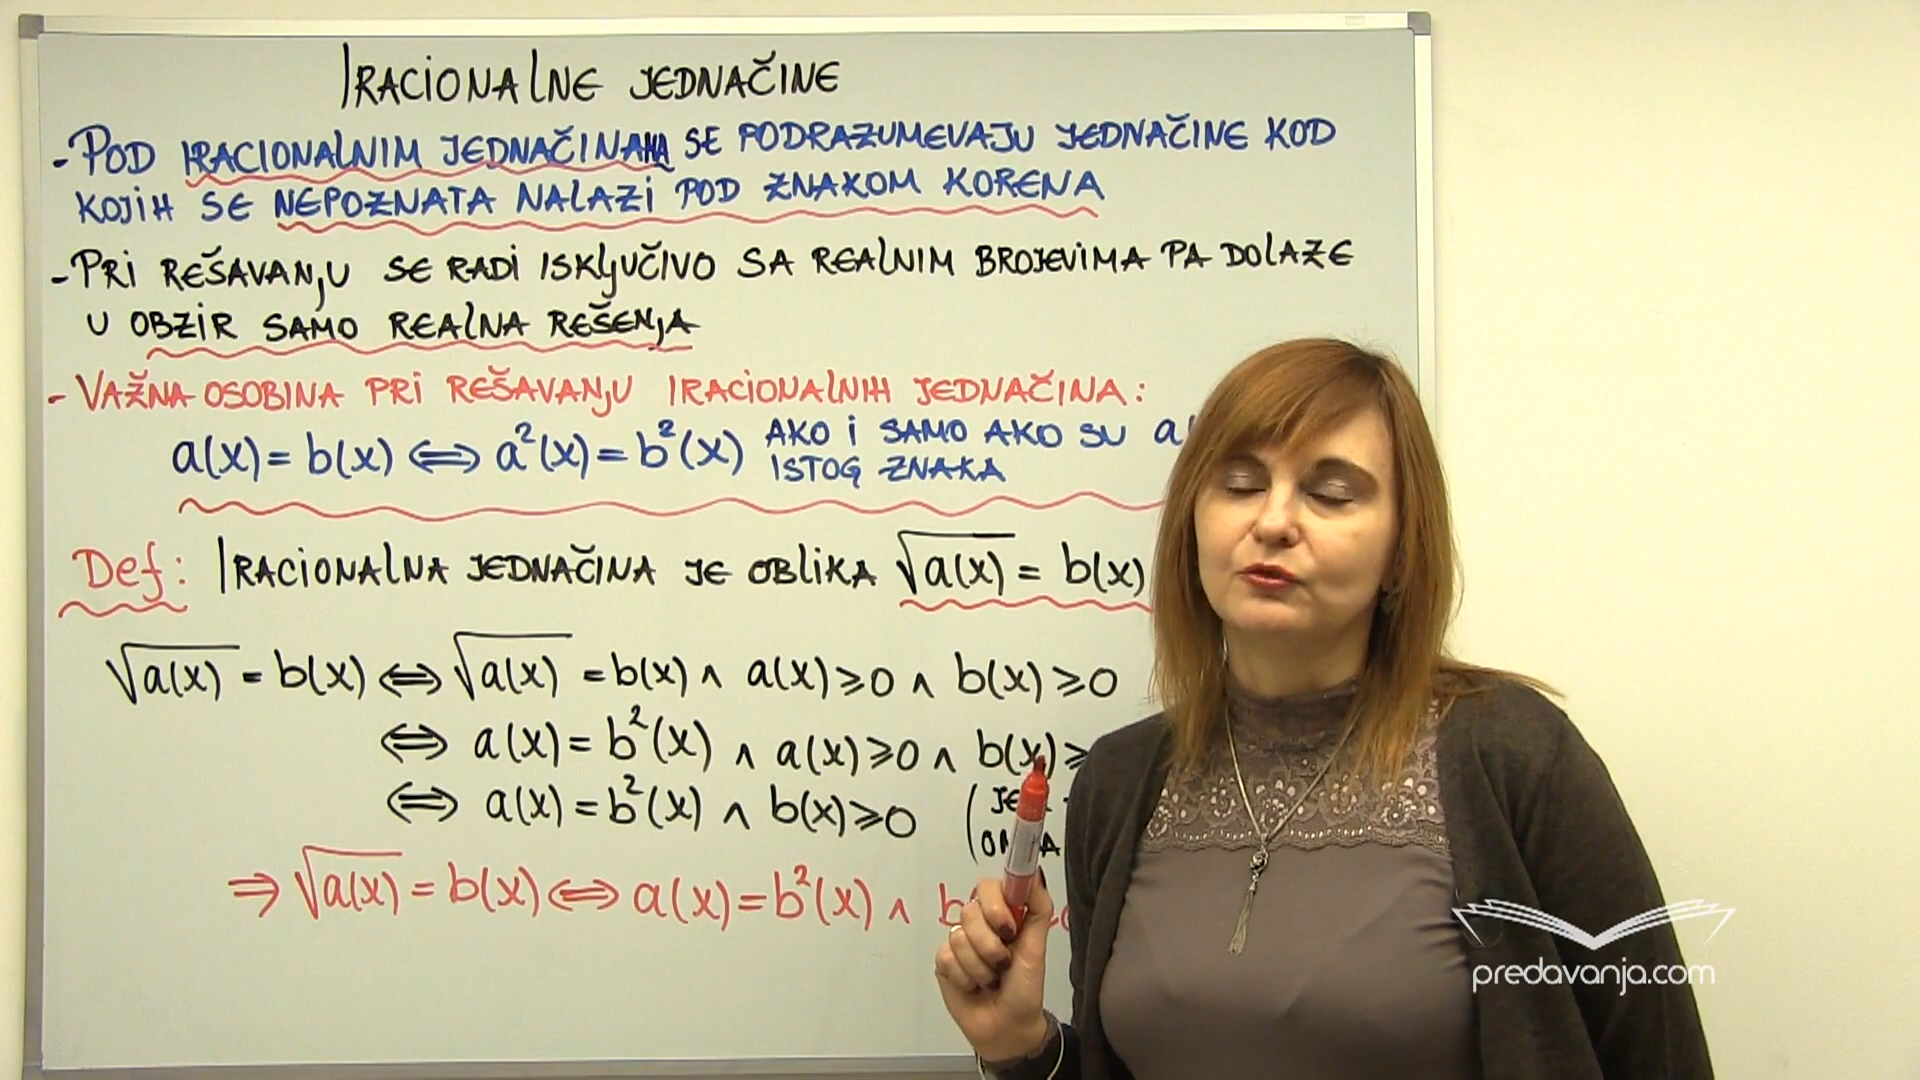 IRACIONALNE JEDNAČINE
- POD IRACIONALNIM JEDNAČINAMA SE PODRAZUMEVAJU JEDNAČINE KOD
KOJIH SE NEPOZNATA NALAZI POD ZNAKOM KORENA
- PRI REŠAVANJU SE RADI ISKLJUČIVO SA REALNIM BROJEVIMA PA DOLAZE
U OBZIR SAMO REALNA REŠENJA
- VAŽNA OSOBINA PRI REŠAVANJU IRACIONALNIH JEDNAČINA:
a(x) = b(x) ⇔ a²(x) = b²(x) AKO I SAMO AKO SU a(
ISTOG ZNAKA
Def: IRACIONALNA JEDNAČINA JE OBLIKA √a(x) = b(x)
√a(x) = b(x) ⇔ √a(x) = b(x) ∧ a(x) ≥ 0 ∧ b(x) ≥ 0
⇔ a(x) = b²(x) ∧ a(x) ≥ 0 ∧ b(x) ≥
⇔ a(x) = b²(x) ∧ b(x) ≥ 0
⇒ √a(x) = b(x) ⇔ a(x) = b²(x) ∧ b
predavanja.com